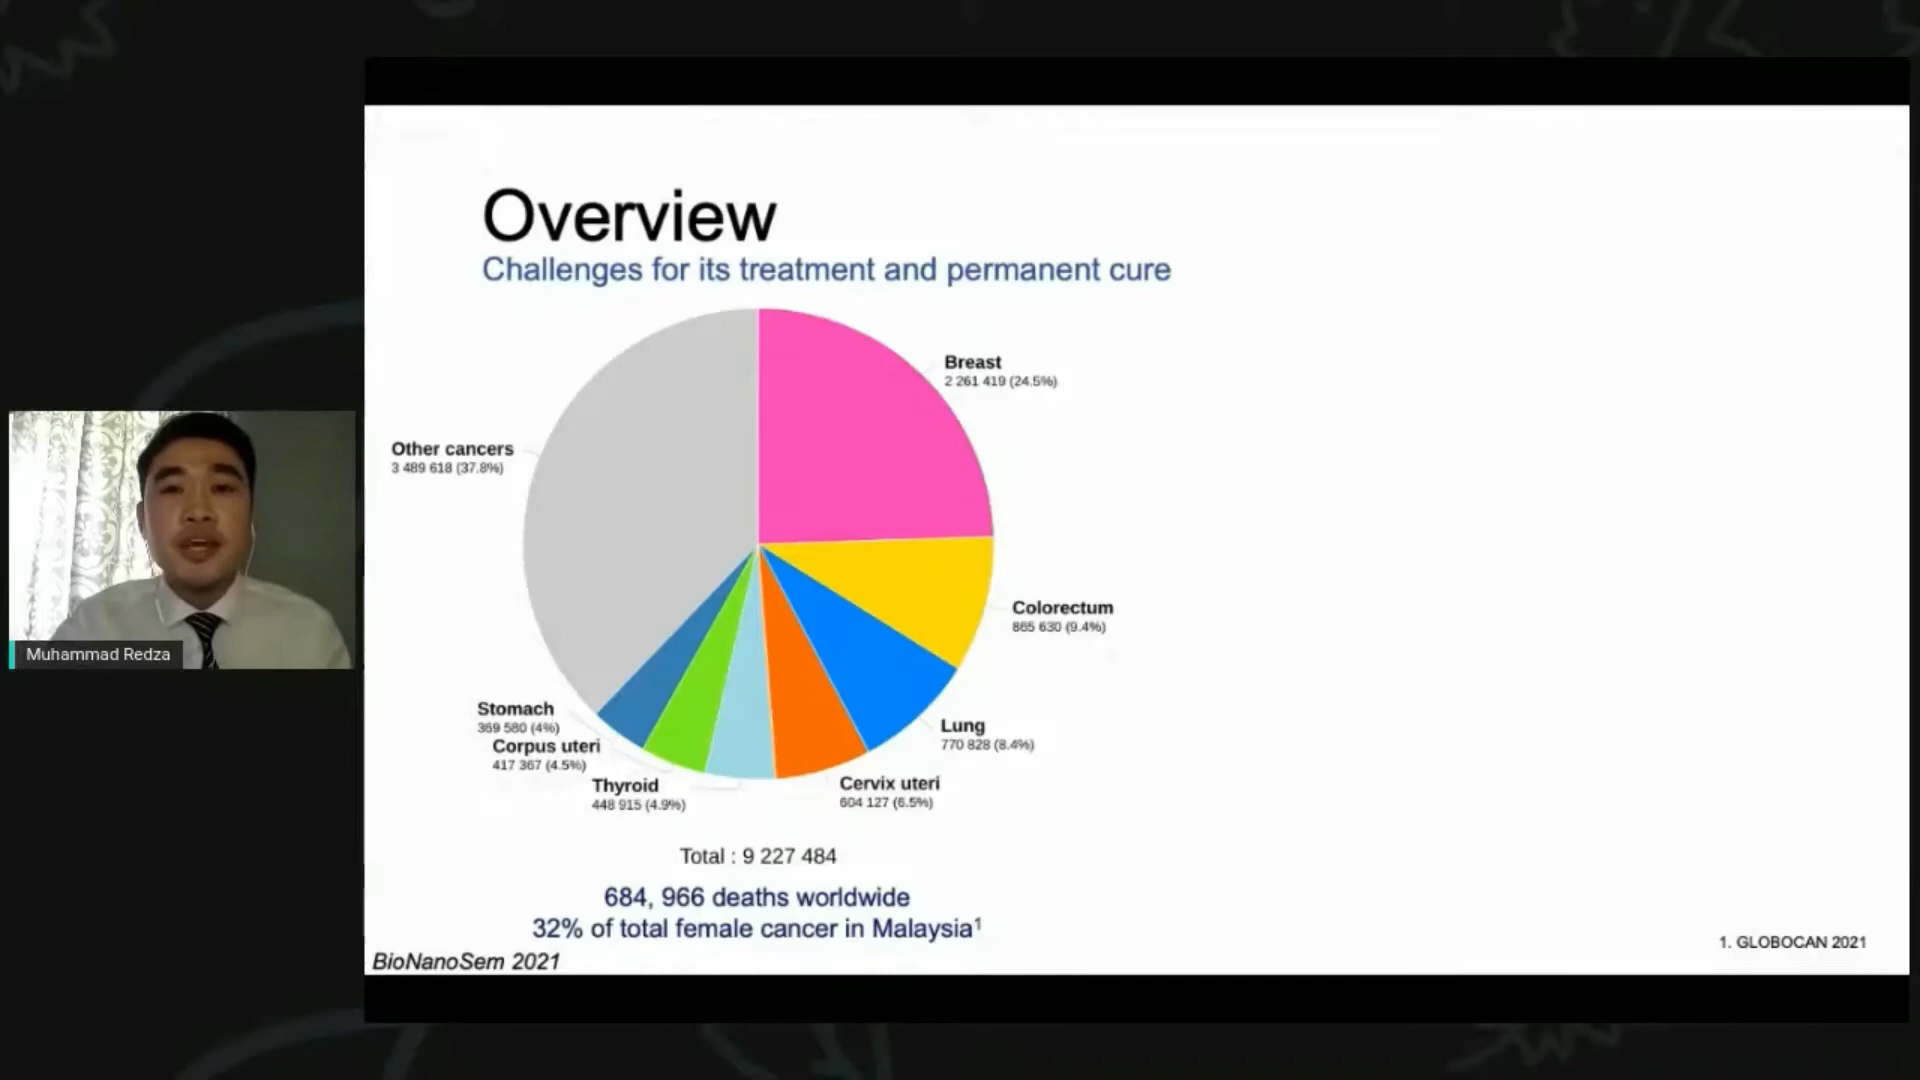 Overview
Challenges for its treatment and permanent cure
Breast
2 261 419 (24.5%)
Other cancers
3 489 618 (37.8%)
Colorectum
865 630 (9.4%)
Stomach
369 580 (4%)
Corpus uteri
417 367 (4.5%)
Thyroid
448 915 (4.9%)
Lung
770 828 (8.4%)
Cervix uteri
604 127 (6.5%)
Total : 9 227 484
684, 966 deaths worldwide
32% of total female cancer in Malaysia¹
1. GLOBOCAN 2021
BioNanoSem 2021
Muhammad Redza